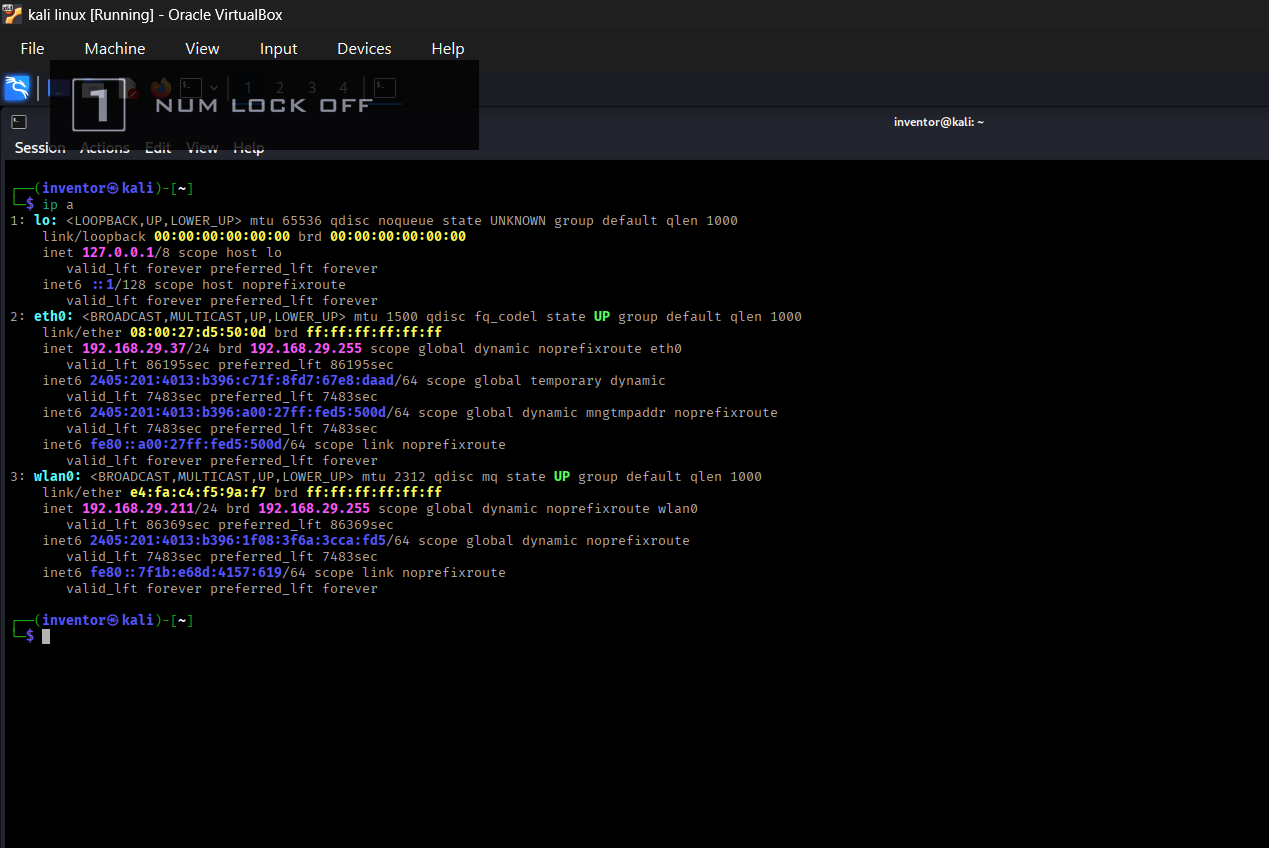 kali linux [Running] - Oracle VirtualBox
File Machine View Input Devices Help
1 2 3 4
1 NUM LOCK OFF
inventor@kali: ~
Session Actions Edit View Help
┌──(inventor㉿kali)-[~]
└─$ ip a
1: lo: <LOOPBACK,UP,LOWER_UP> mtu 65536 qdisc noqueue state UNKNOWN group default qlen 1000
link/loopback 00:00:00:00:00:00 brd 00:00:00:00:00:00
inet 127.0.0.1/8 scope host lo
valid_lft forever preferred_lft forever
inet6 ::1/128 scope host noprefixroute
valid_lft forever preferred_lft forever
2: eth0: <BROADCAST,MULTICAST,UP,LOWER_UP> mtu 1500 qdisc fq_codel state UP group default qlen 1000
link/ether 08:00:27:d5:50:0d brd ff:ff:ff:ff:ff:ff
inet 192.168.29.37/24 brd 192.168.29.255 scope global dynamic noprefixroute eth0
valid_lft 86195sec preferred_lft 86195sec
inet6 2405:201:4013:b396:c71f:8fd7:67e8:daad/64 scope global temporary dynamic
valid_lft 7483sec preferred_lft 7483sec
inet6 2405:201:4013:b396:a00:27ff:fed5:500d/64 scope global dynamic mngtmpaddr noprefixroute
valid_lft 7483sec preferred_lft 7483sec
inet6 fe80::a00:27ff:fed5:500d/64 scope link noprefixroute
valid_lft forever preferred_lft forever
3: wlan0: <BROADCAST,MULTICAST,UP,LOWER_UP> mtu 2312 qdisc mq state UP group default qlen 1000
link/ether e4:fa:c4:f5:9a:f7 brd ff:ff:ff:ff:ff:ff
inet 192.168.29.211/24 brd 192.168.29.255 scope global dynamic noprefixroute wlan0
valid_lft 86369sec preferred_lft 86369sec
inet6 2405:201:4013:b396:1f08:3f6a:3cca:fd5/64 scope global dynamic noprefixroute
valid_lft 7483sec preferred_lft 7483sec
inet6 fe80::7f1b:e68d:4157:619/64 scope link noprefixroute
valid_lft forever preferred_lft forever
┌──(inventor㉿kali)-[~]
└─$